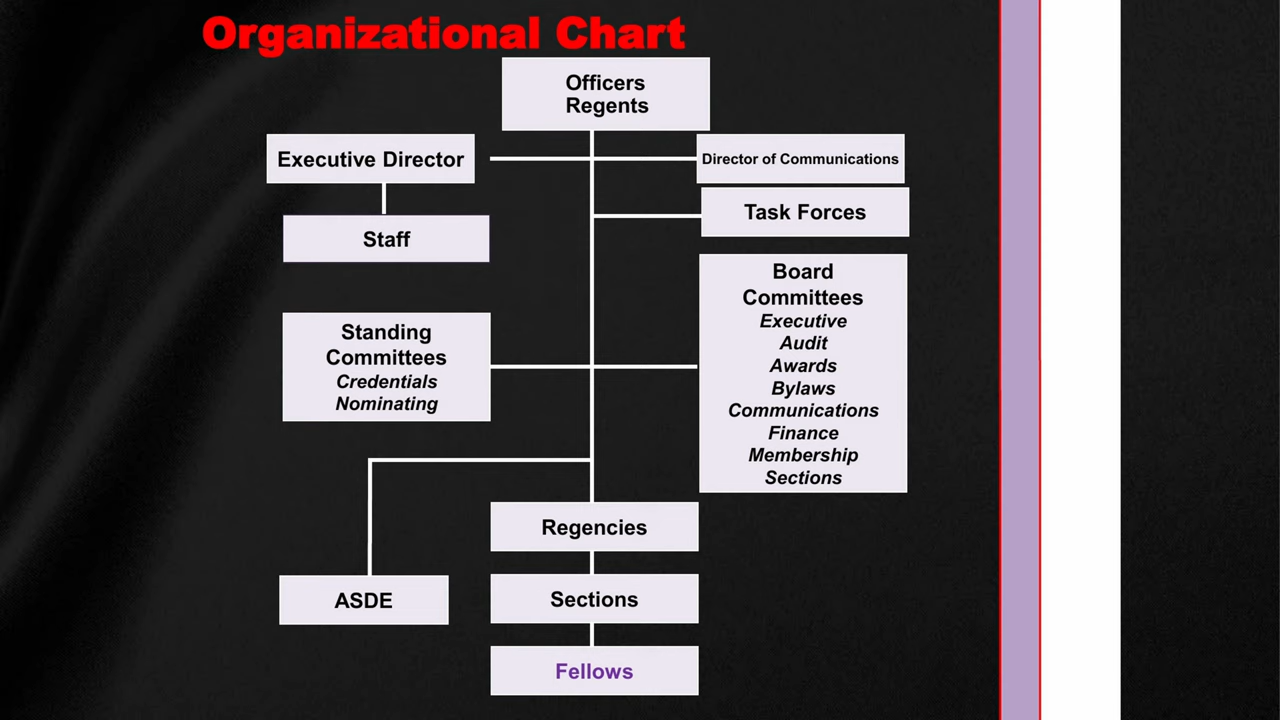 Organizational Chart
Officers
Regents
Executive Director
Director of Communications
Task Forces
Staff
Board
Committees
Executive
Audit
Awards
Bylaws
Communications
Finance
Membership
Sections
Standing
Committees
Credentials
Nominating
Regencies
ASDE
Sections
Fellows